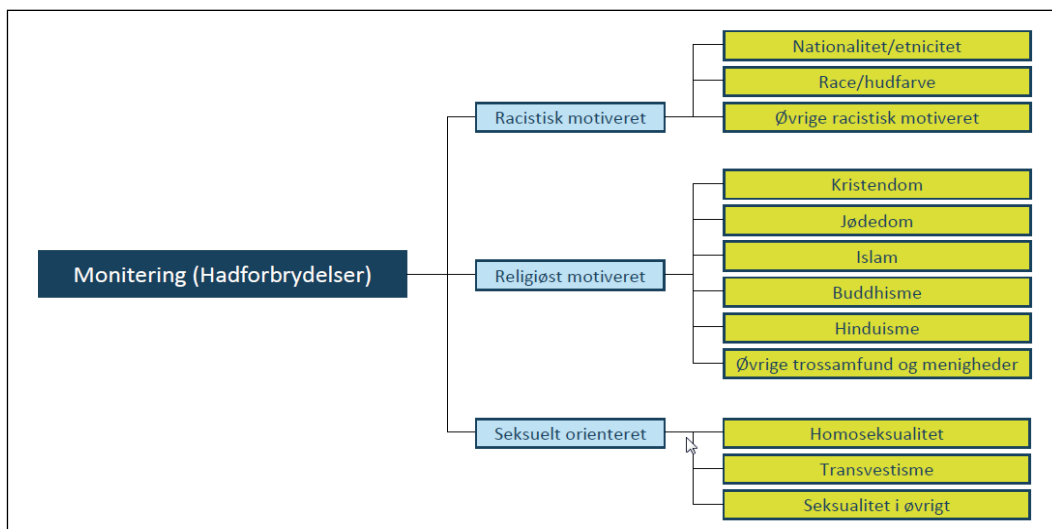 Monitering (Hadforbrydelser)
Racistisk motiveret
Nationalitet/etnicitet
Race/hudfarve
Øvrige racistisk motiveret
Religiøst motiveret
Kristendom
Jødedom
Islam
Buddhisme
Hinduisme
Øvrige trossamfund og menigheder
Seksuelt orienteret
Homoseksualitet
Transvestisme
Seksualitet i øvrigt